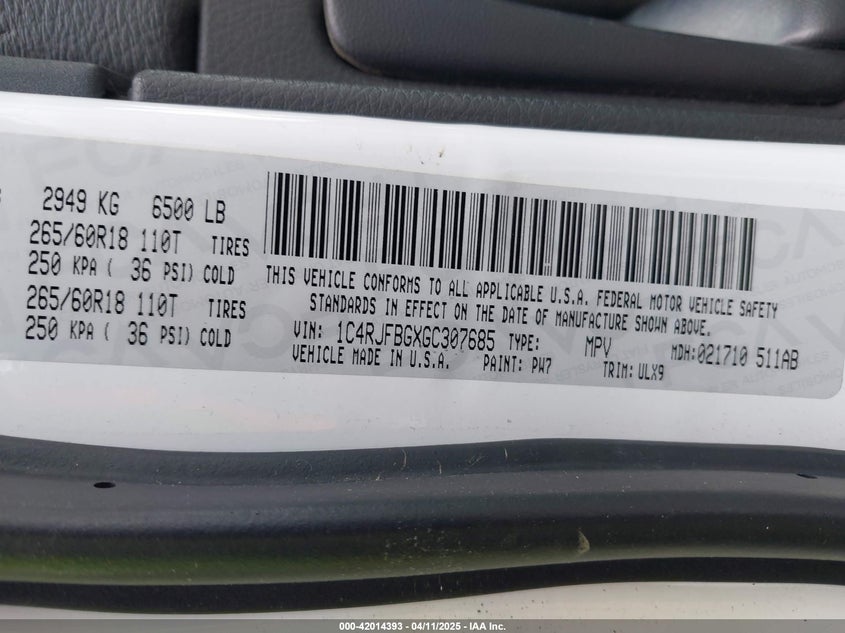 2949 KG 6500 LB
265/60R18 110T TIRES
250 KPA ( 36 PSI) COLD
265/60R18 110T TIRES
250 KPA ( 36 PSI) COLD
THIS VEHICLE CONFORMS TO ALL APPLICABLE U.S.A. FEDERAL MOTOR VEHICLE SAFETY
STANDARDS IN EFFECT ON THE DATE OF MANUFACTURE SHOWN ABOVE.
VIN: 1C4RJFBGXGC307685 TYPE: MPV MDH:021710 511AB
VEHICLE MADE IN U.S.A. PAINT: PW7 TRIM: ULX9
000-42014393 - 04/11/2025 - IAA Inc.